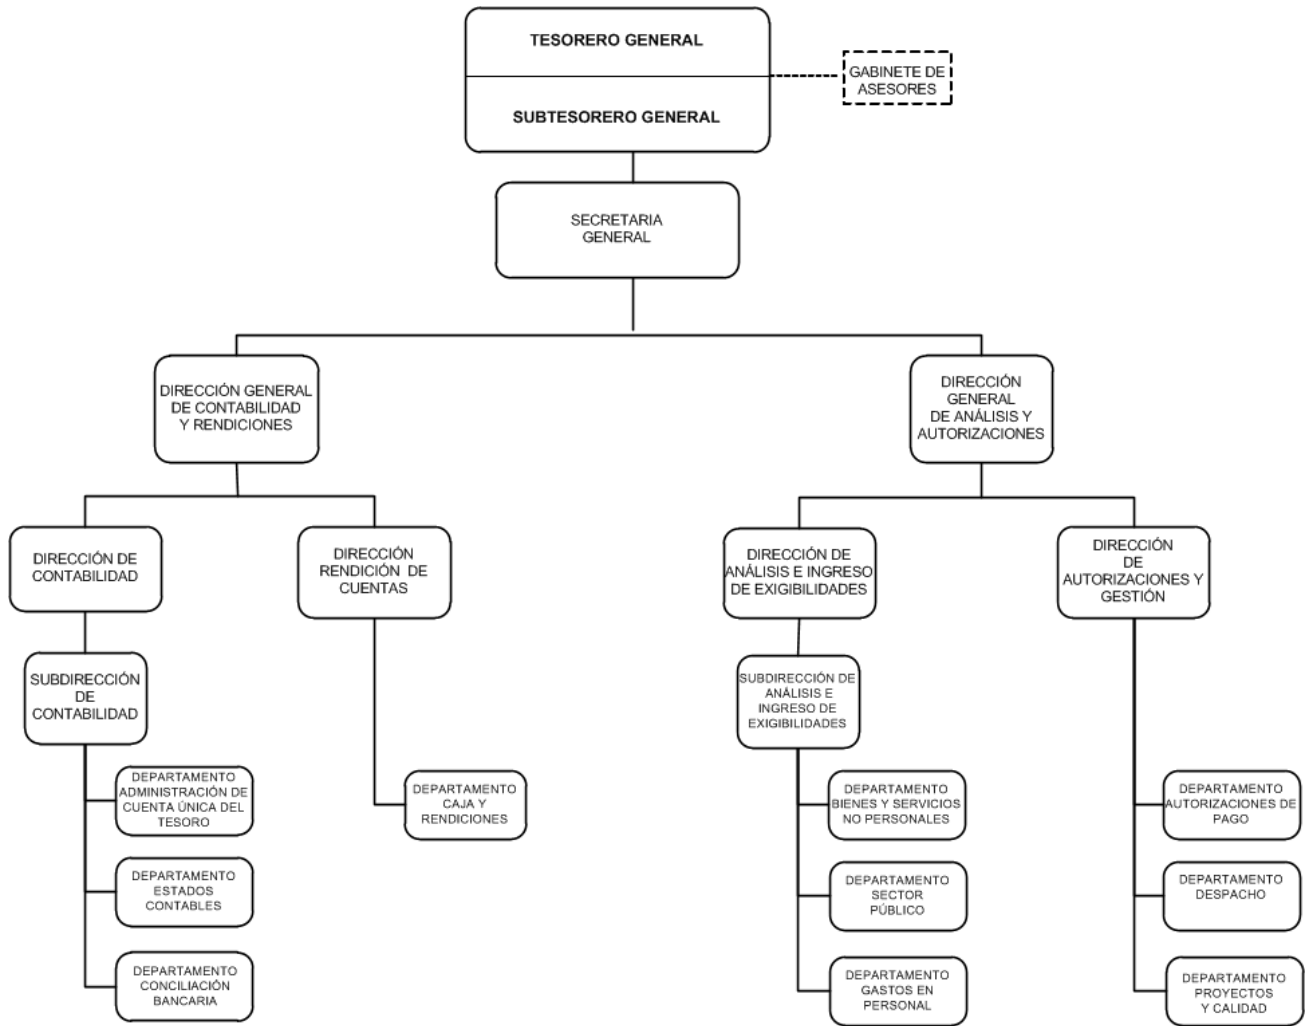 TESORERO GENERAL
SUBTESORERO GENERAL
GABINETE DE
ASESORES
SECRETARIA
GENERAL
DIRECCIÓN GENERAL
DE CONTABILIDAD
Y RENDICIONES
DIRECCIÓN
GENERAL
DE ANÁLISIS Y
AUTORIZACIONES
DIRECCIÓN DE
CONTABILIDAD
DIRECCIÓN
RENDICIÓN DE
CUENTAS
DIRECCIÓN DE
ANÁLISIS E INGRESO
DE EXIGIBILIDADES
DIRECCIÓN
DE
AUTORIZACIONES Y
GESTIÓN
SUBDIRECCIÓN
DE
CONTABILIDAD
SUBDIRECCIÓN DE
ANÁLISIS E
INGRESO DE
EXIGIBILIDADES
DEPARTAMENTO
ADMINISTRACIÓN DE
CUENTA ÚNICA DEL
TESORO
DEPARTAMENTO
CAJA Y
RENDICIONES
DEPARTAMENTO
BIENES Y SERVICIOS
NO PERSONALES
DEPARTAMENTO
AUTORIZACIONES DE
PAGO
DEPARTAMENTO
ESTADOS
CONTABLES
DEPARTAMENTO
SECTOR
PÚBLICO
DEPARTAMENTO
DESPACHO
DEPARTAMENTO
CONCILIACIÓN
BANCARIA
DEPARTAMENTO
GASTOS EN
PERSONAL
DEPARTAMENTO
PROYECTOS
Y CALIDAD